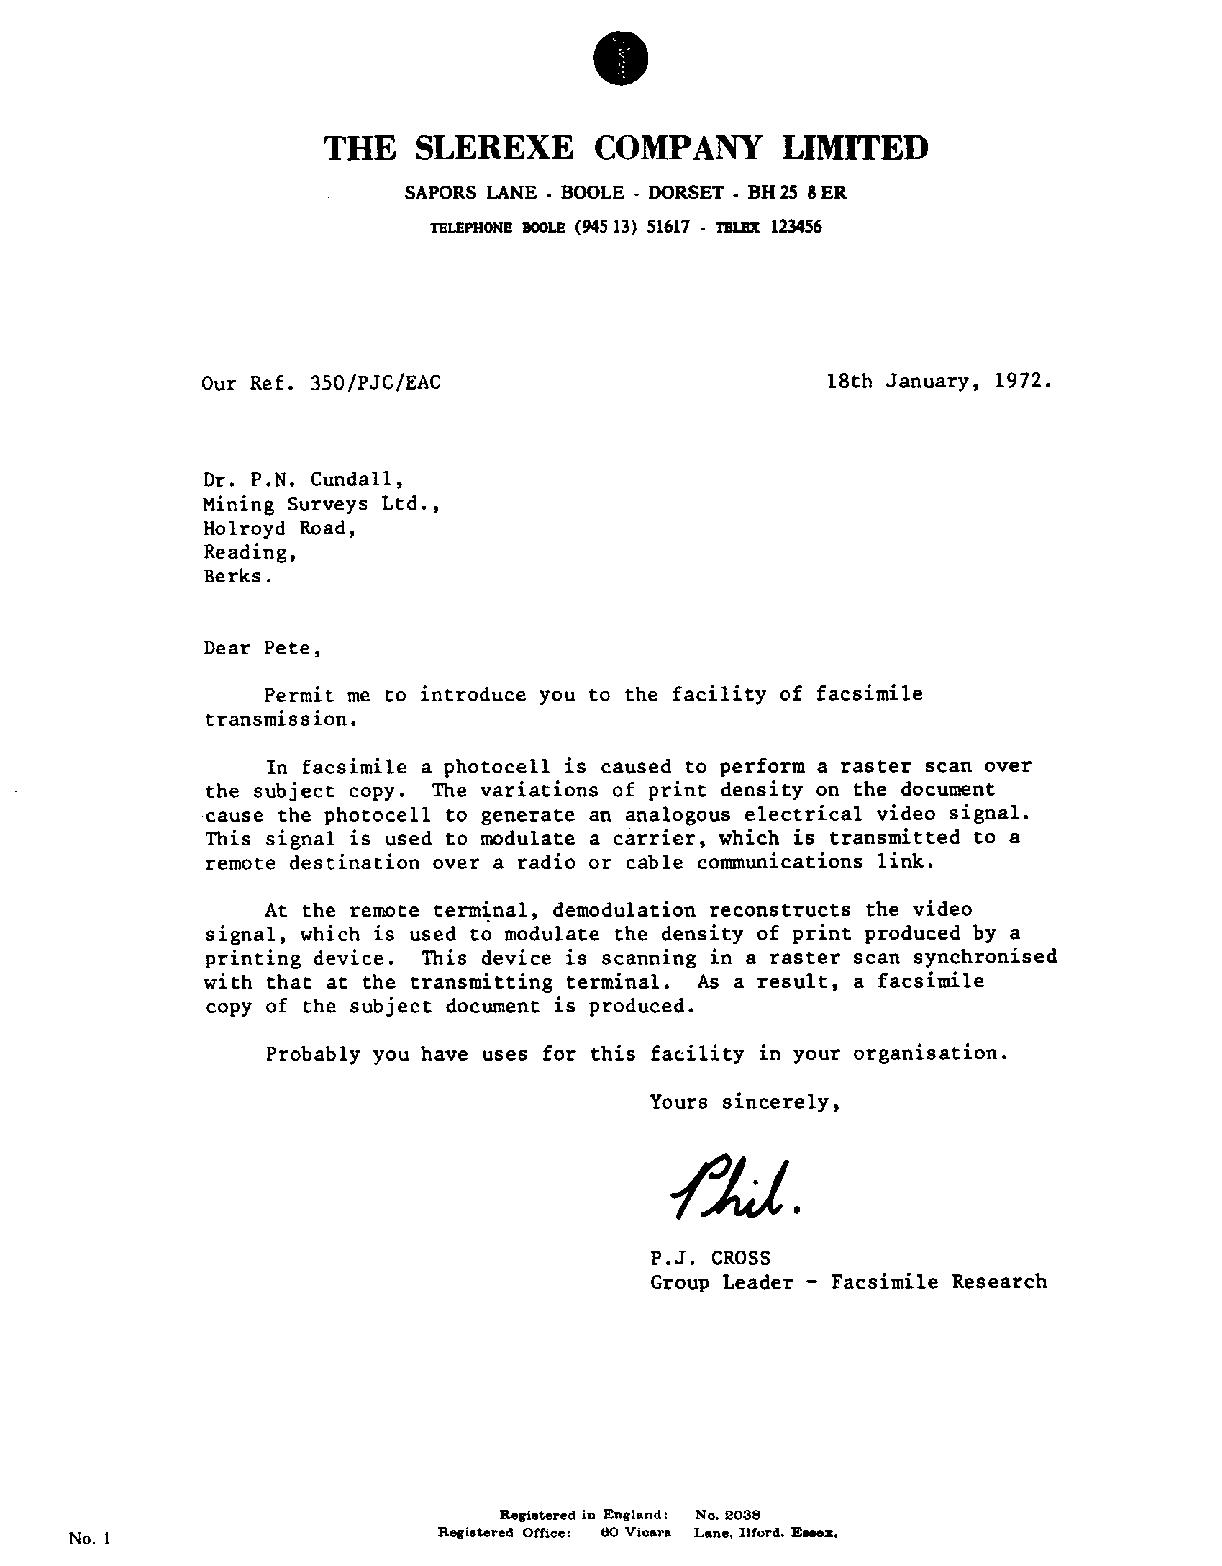 THE SLEREXE COMPANY LIMITED
SAPORS LANE - BOOLE - DORSET - BH 25 8 ER
TELEPHONE BOOLE (945 13) 51617 - TELEX 123456
Our Ref. 350/PJC/EAC 18th January, 1972.
Dr. P.N. Cundall,
Mining Surveys Ltd.,
Holroyd Road,
Reading,
Berks.
Dear Pete,
Permit me to introduce you to the facility of facsimile
transmission.
In facsimile a photocell is caused to perform a raster scan over
the subject copy. The variations of print density on the document
cause the photocell to generate an analogous electrical video signal.
This signal is used to modulate a carrier, which is transmitted to a
remote destination over a radio or cable communications link.
At the remote terminal, demodulation reconstructs the video
signal, which is used to modulate the density of print produced by a
printing device. This device is scanning in a raster scan synchronised
with that at the transmitting terminal. As a result, a facsimile
copy of the subject document is produced.
Probably you have uses for this facility in your organisation.
Yours sincerely,
Phil.
P.J. CROSS
Group Leader - Facsimile Research
Registered in England: No. 2038
Registered Office: 60 Vicara Lane, Ilford. Essex.
No. 1